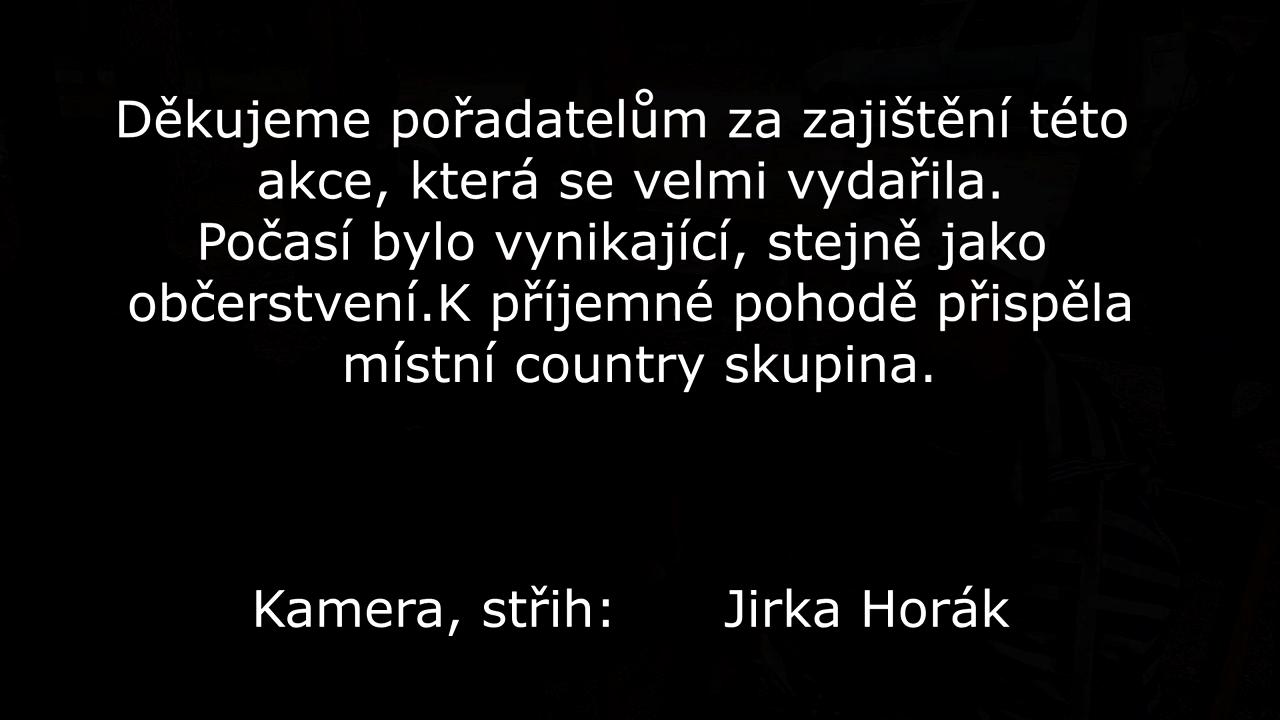 Děkujeme pořadatelům za zajištění této
akce, která se velmi vydařila.
Počasí bylo vynikající, stejně jako
občerstvení.K příjemné pohodě přispěla
místní country skupina.
Kamera, střih: Jirka Horák